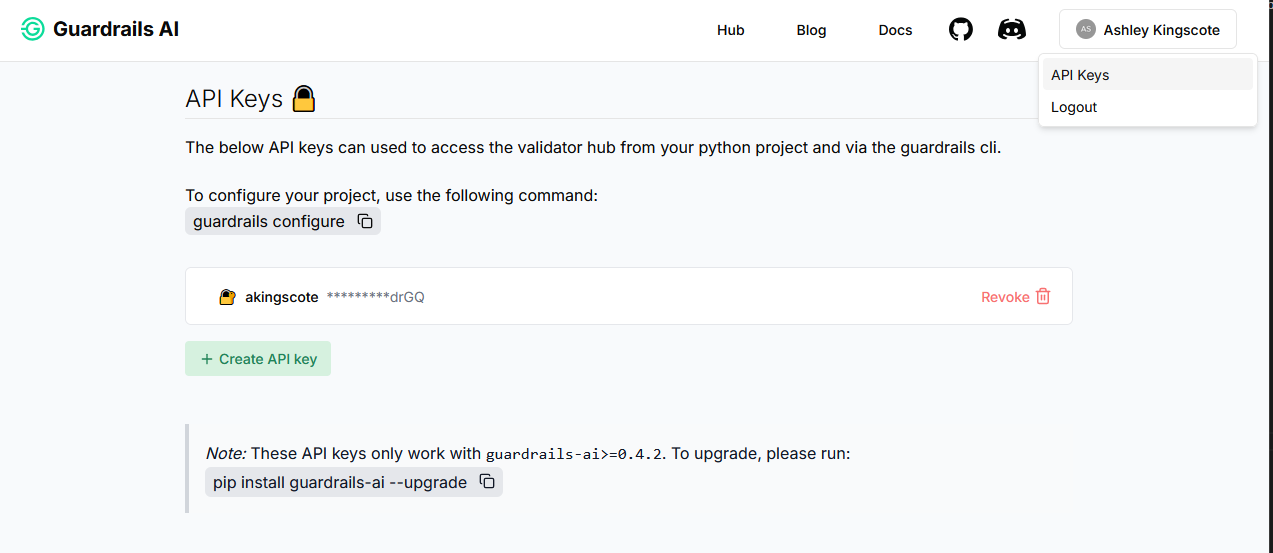 Guardrails AI
Hub
Blog
Docs
AS
Ashley Kingscote
API Keys
Logout
API Keys
The below API keys can used to access the validator hub from your python project and via the guardrails cli.
To configure your project, use the following command:
guardrails configure
akingscote *********drGQ
Revoke
+ Create API key
Note: These API keys only work with guardrails-ai>=0.4.2. To upgrade, please run:
pip install guardrails-ai --upgrade